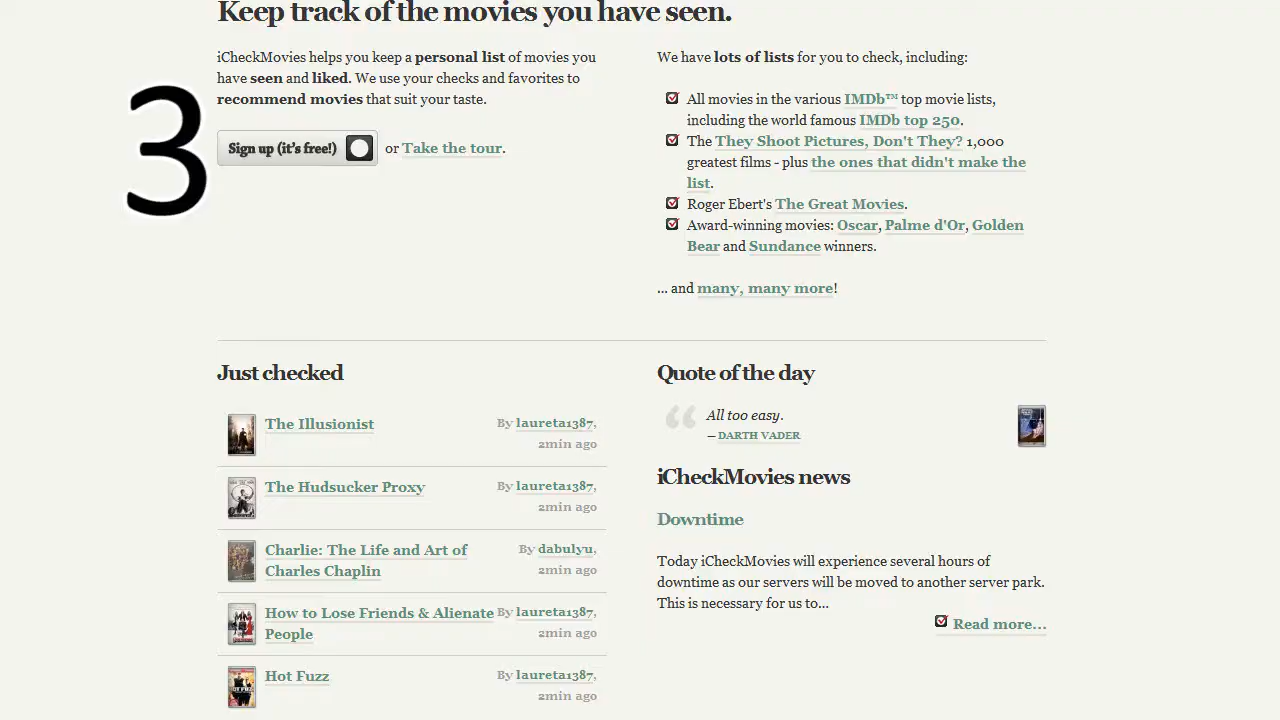 Keep track of the movies you have seen.
iCheckMovies helps you keep a personal list of movies you
have seen and liked. We use your checks and favorites to
recommend movies that suit your taste.
3
Sign up (it's free!) or Take the tour.
We have lots of lists for you to check, including:
All movies in the various IMDb™ top movie lists,
including the world famous IMDb top 250.
The They Shoot Pictures, Don't They? 1,000
greatest films - plus the ones that didn't make the
list.
Roger Ebert's The Great Movies.
Award-winning movies: Oscar, Palme d'Or, Golden
Bear and Sundance winners.
... and many, many more!
Just checked
The Illusionist
By laureta1387,
2min ago
The Hudsucker Proxy
By laureta1387,
2min ago
Charlie: The Life and Art of
Charles Chaplin
By dabulyu,
2min ago
How to Lose Friends & Alienate
People
By laureta1387,
2min ago
Hot Fuzz
By laureta1387,
2min ago
Quote of the day
“
All too easy.
– DARTH VADER
iCheckMovies news
Downtime
Today iCheckMovies will experience several hours of
downtime as our servers will be moved to another server park.
This is necessary for us to...
Read more...